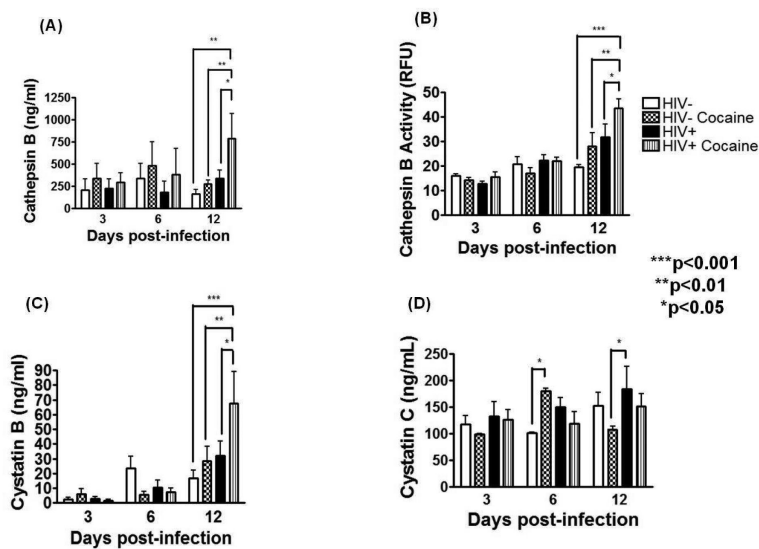 (A)
**
**
*
Cathepsin B (ng/ml)
1250
1000
750
500
250
0
3
6
12
Days post-infection
(B)
***
**
*
Cathepsin B Activity (RFU)
50
40
30
20
10
0
3
6
12
Days post-infection
HIV-
HIV- Cocaine
HIV+
HIV+ Cocaine
***p<0.001
**p<0.01
*p<0.05
(C)
***
**
*
Cystatin B (ng/ml)
90
80
70
60
50
40
30
20
10
0
3
6
12
Days post-infection
(D)
*
*
Cystatin C (ng/mL)
250
200
150
100
50
0
3
6
12
Days post-infection